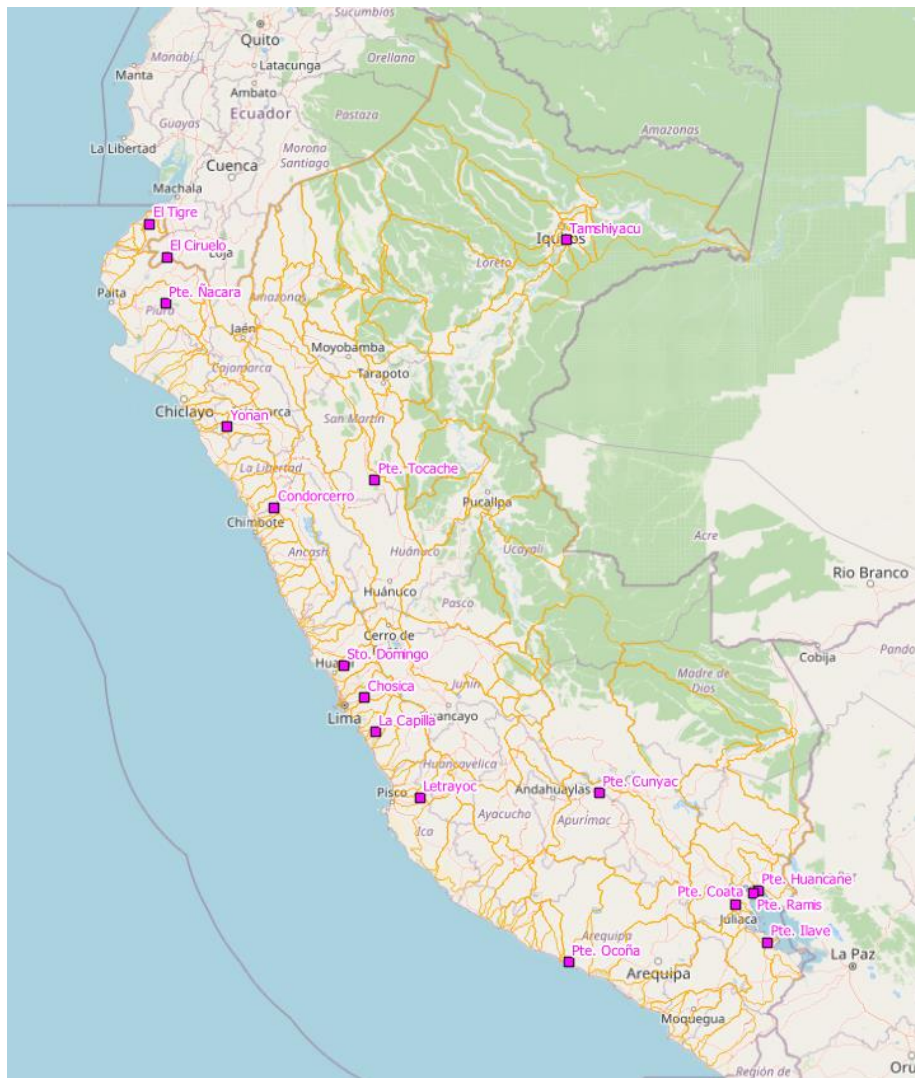 Sucumbíos
Quito
Orellana
Manabí
Latacunga
Manta
Ambato
Ecuador
Pastaza
Guayas
Amazonas
La Libertad
Morona
Santiago
Cuenca
Machala
El Tigre
Tamshiyacu
El Ciruelo
Loja
Loreto
Paita
Pte. Ñacara
Amazonas
Piura
Jaén
Moyobamba
Cajamarca
Tarapoto
Chiclayo
Yonan
San Martín
La Libertad
Pte. Tocache
Condorcerro
Pucallpa
Chimbote
Ancash
Huánuco
Ucayali
Acre
Rio Branco
Huánuco
Pasco
Cerro de
Sto. Domingo
Cobija
Pando
Madre de
Dios
Chosica
Junín
Lima
La Capilla
Huancavelica
Pisco
Letrayoc
Andahuaylas
Pte. Cunyac
Ayacucho
Apurímac
Ica
Pte. Huancañe
Pte. Coata
Pte. Ramis
Juliaca
Arequipa
Pte. Ilave
Pte. Ocoña
Arequipa
La Paz
Moquegua
Oru
Región de